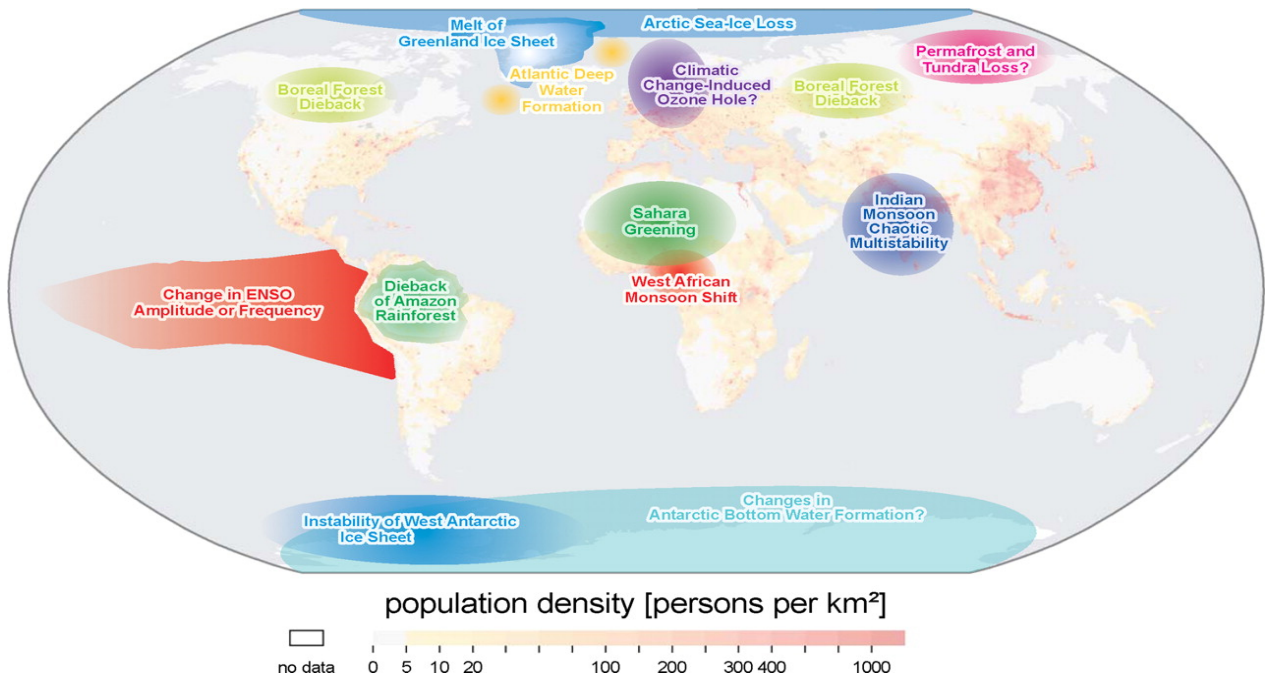 Melt of
Greenland Ice Sheet
Arctic Sea-Ice Loss
Atlantic Deep
Water
Formation
Climatic
Change-Induced
Ozone Hole?
Permafrost and
Tundra Loss?
Boreal Forest
Dieback
Boreal Forest
Dieback
Sahara
Greening
Indian
Monsoon
Chaotic
Multistability
West African
Monsoon Shift
Change in ENSO
Amplitude or Frequency
Dieback
of Amazon
Rainforest
Instability of West Antarctic
Ice Sheet
Changes in
Antarctic Bottom Water Formation?
population density [persons per km²]
no data 0 5 10 20 100 200 300 400 1000